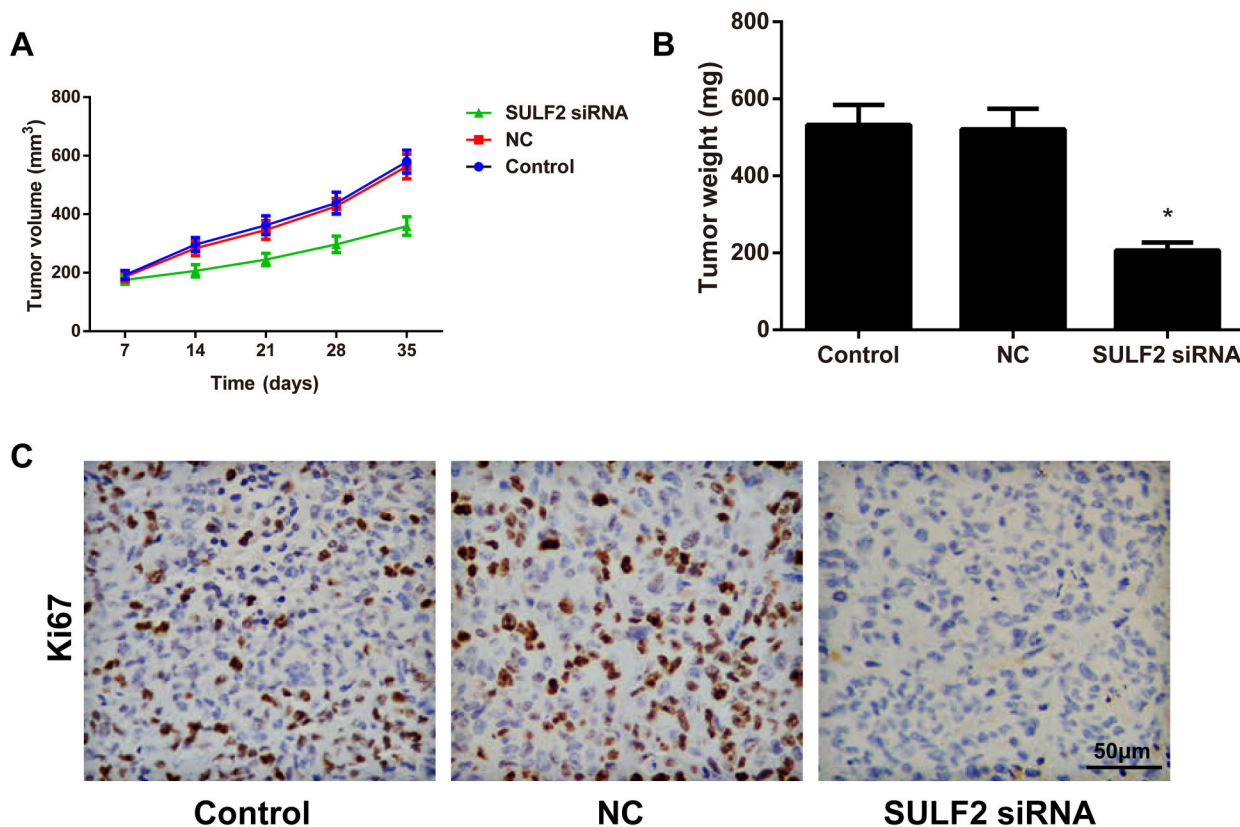 A
Tumor volume (mm³)
800
600
400
200
0
7 14 21 28 35
Time (days)
SULF2 siRNA
NC
Control
B
Tumor weight (mg)
800
600
400
200
0
*
Control NC SULF2 siRNA
C
Ki67
50μm
Control NC SULF2 siRNA